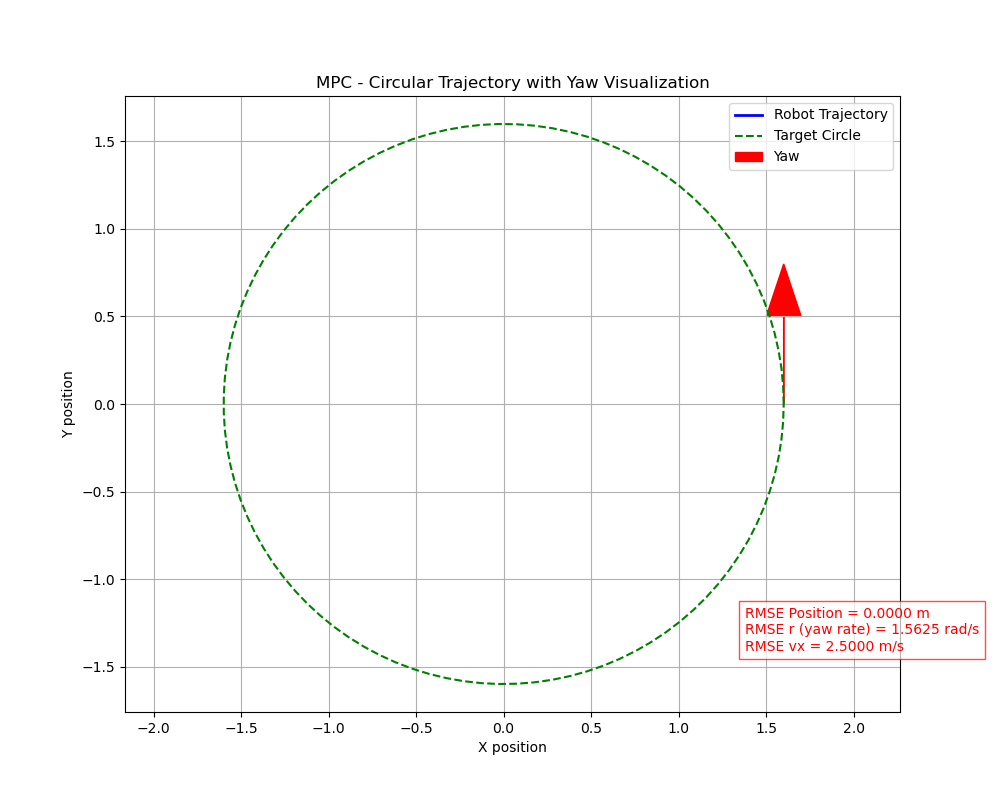 MPC - Circular Trajectory with Yaw Visualization
Robot Trajectory
Target Circle
Yaw
1.5
1.0
0.5
0.0
−0.5
−1.0
−1.5
Y position
RMSE Position = 0.0000 m
RMSE r (yaw rate) = 1.5625 rad/s
RMSE vx = 2.5000 m/s
−2.0 −1.5 −1.0 −0.5 0.0 0.5 1.0 1.5 2.0
X position